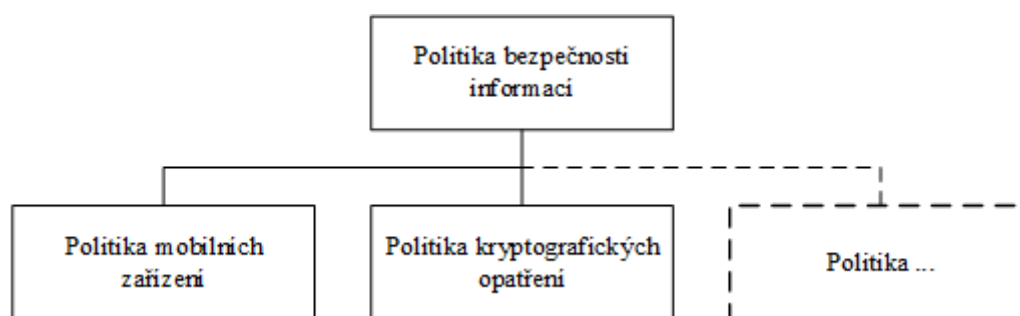 Politika bezpečnosti
informací
Politika mobilních
zařízení
Politika kryptografických
opatření
Politika ...